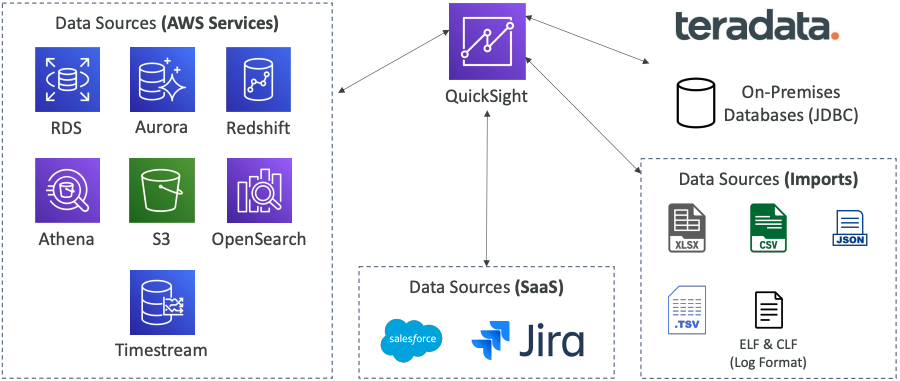 Data Sources (AWS Services)
RDS
Aurora
Redshift
Athena
S3
OpenSearch
Timestream
QuickSight
Data Sources (SaaS)
salesforce
Jira
teradata.
On-Premises
Databases (JDBC)
Data Sources (Imports)
XLSX
CSV
JSON
.TSV
ELF & CLF
(Log Format)